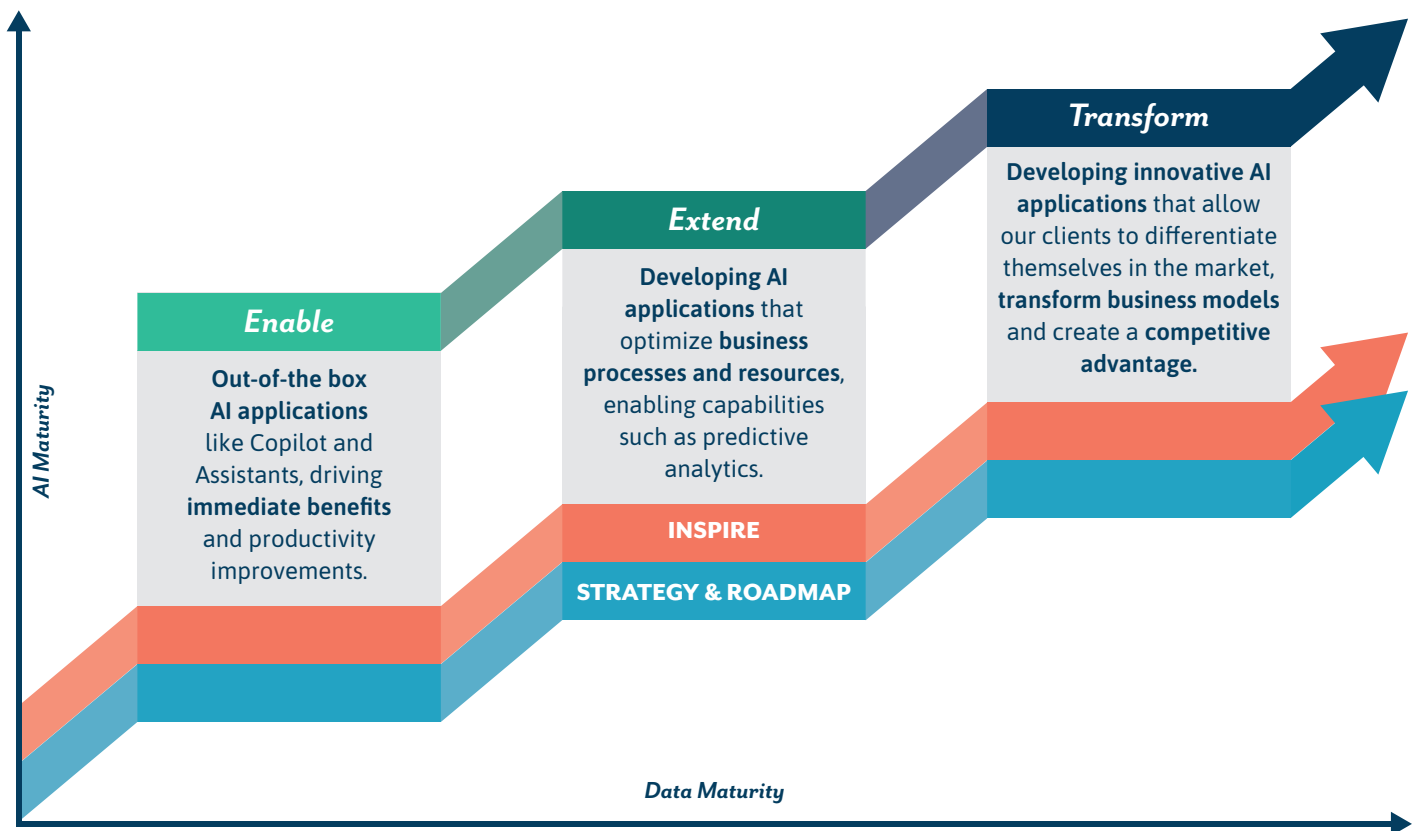 Transform
Developing innovative AI
applications that allow
our clients to differentiate
themselves in the market,
transform business models
and create a competitive
advantage.
Extend
Developing AI
applications that
optimize business
processes and resources,
enabling capabilities
such as predictive
analytics.
Enable
Out-of-the box
AI applications
like Copilot and
Assistants, driving
immediate benefits
and productivity
improvements.
INSPIRE
STRATEGY & ROADMAP
AI Maturity
Data Maturity